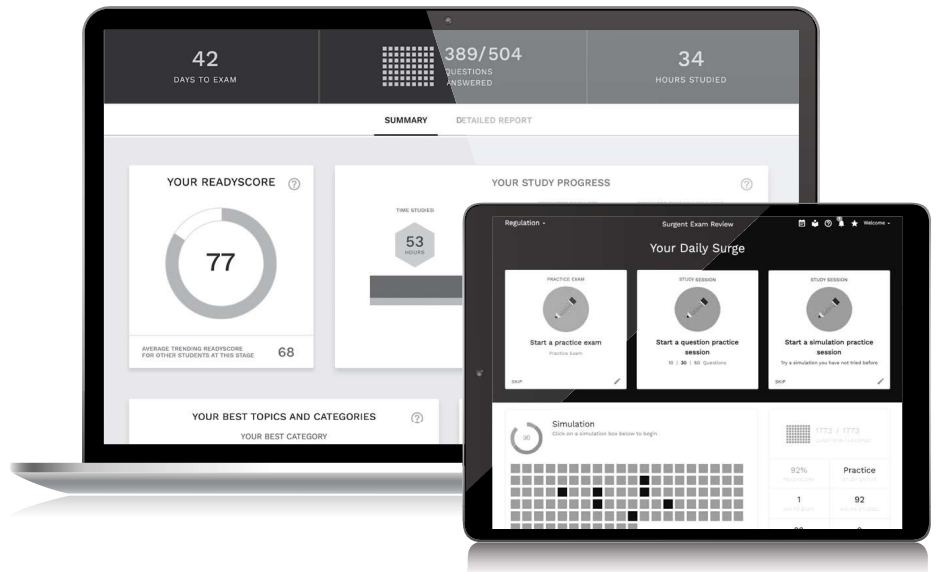 42
DAYS TO EXAM
389/504
QUESTIONS
ANSWERED
34
HOURS STUDIED
SUMMARY
DETAILED REPORT
YOUR READYSCORE ?
77
AVERAGE TRENDING READYSCORE
FOR OTHER STUDENTS AT THIS STAGE
68
YOUR STUDY PROGRESS ?
TIME STUDIED
53
HOURS
YOUR BEST TOPICS AND CATEGORIES ?
YOUR BEST CATEGORY
Regulation
Surgent Exam Review
Welcome
Your Daily Surge
PRACTICE EXAM
Start a practice exam
Practice Exam
SKIP
STUDY SESSION
Start a question practice
session
10 | 30 | 50 Questions
STUDY SESSION
Start a simulation practice
session
Try a simulation you have not tried before
SKIP
90
Simulation
Click on a simulation box below to begin
1773 / 1773
92%
Practice
1
92